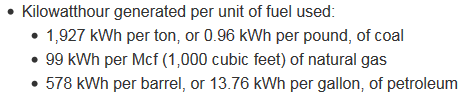 • Kilowatthour generated per unit of fuel used:
• 1,927 kWh per ton, or 0.96 kWh per pound, of coal
• 99 kWh per Mcf (1,000 cubic feet) of natural gas
• 578 kWh per barrel, or 13.76 kWh per gallon, of petroleum